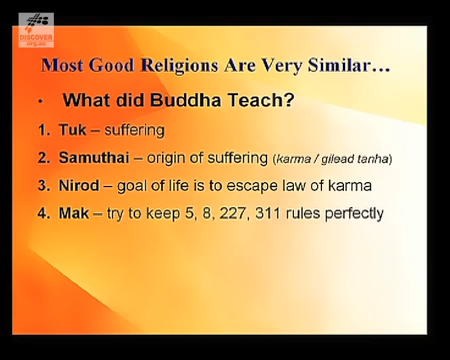 DISCOVER
.org.au
Most Good Religions Are Very Similar…
• What did Buddha Teach?
1. Tuk – suffering
2. Samuthai – origin of suffering (karma / gilead tanha)
3. Nirod – goal of life is to escape law of karma
4. Mak – try to keep 5, 8, 227, 311 rules perfectly